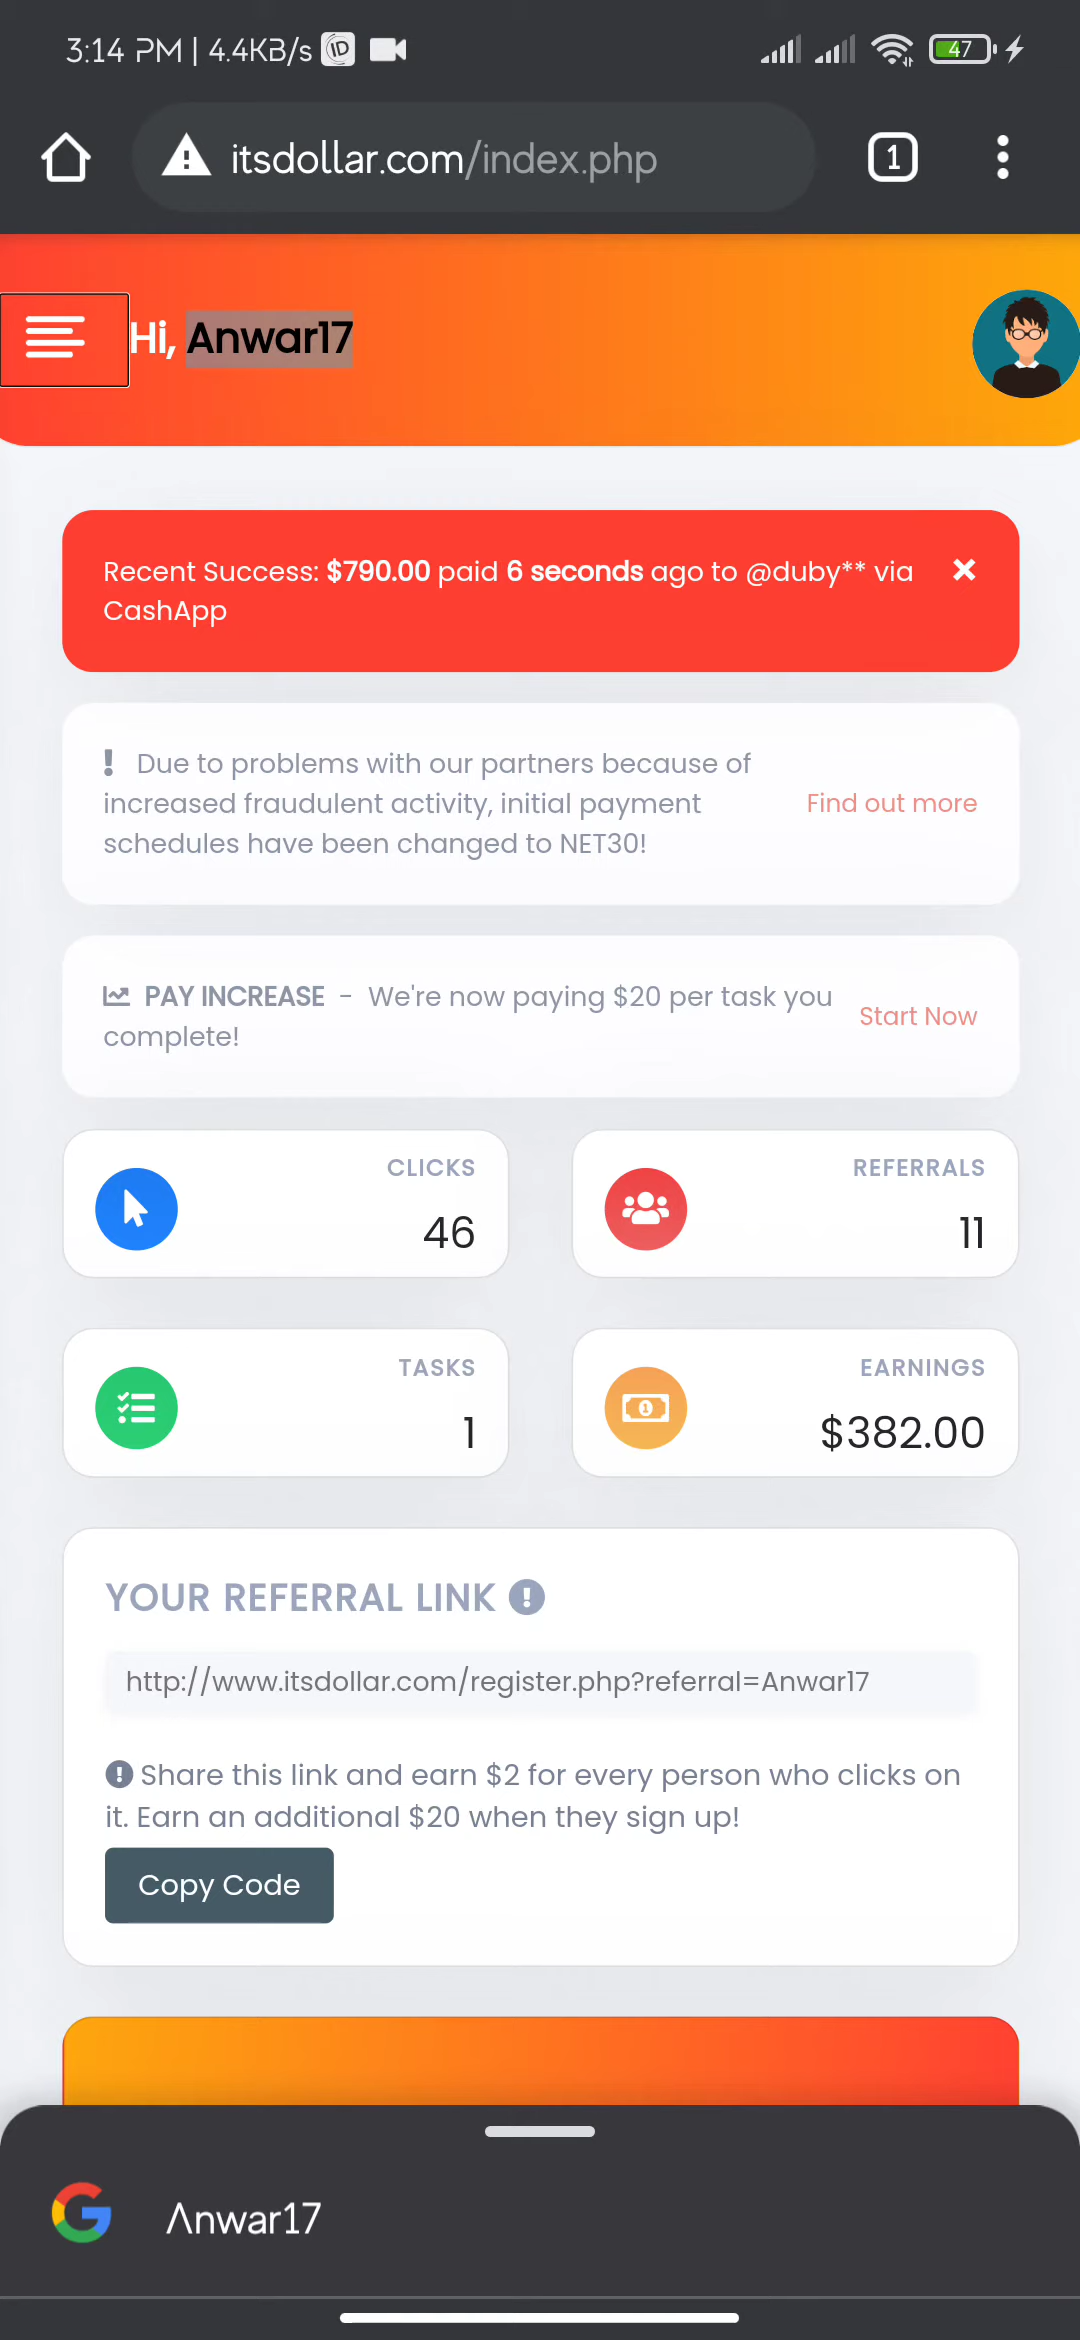 3:14 PM | 4.4KB/s ID
47
itsdollar.com/index.php
1
Hi, Anwar17
Recent Success: $790.00 paid 6 seconds ago to @duby** via
CashApp
Due to problems with our partners because of
increased fraudulent activity, initial payment
schedules have been changed to NET30!
Find out more
PAY INCREASE - We're now paying $20 per task you
complete!
Start Now
CLICKS
46
REFERRALS
11
TASKS
1
EARNINGS
$382.00
YOUR REFERRAL LINK
http://www.itsdollar.com/register.php?referral=Anwar17
Share this link and earn $2 for every person who clicks on
it. Earn an additional $20 when they sign up!
Copy Code
G Anwar17